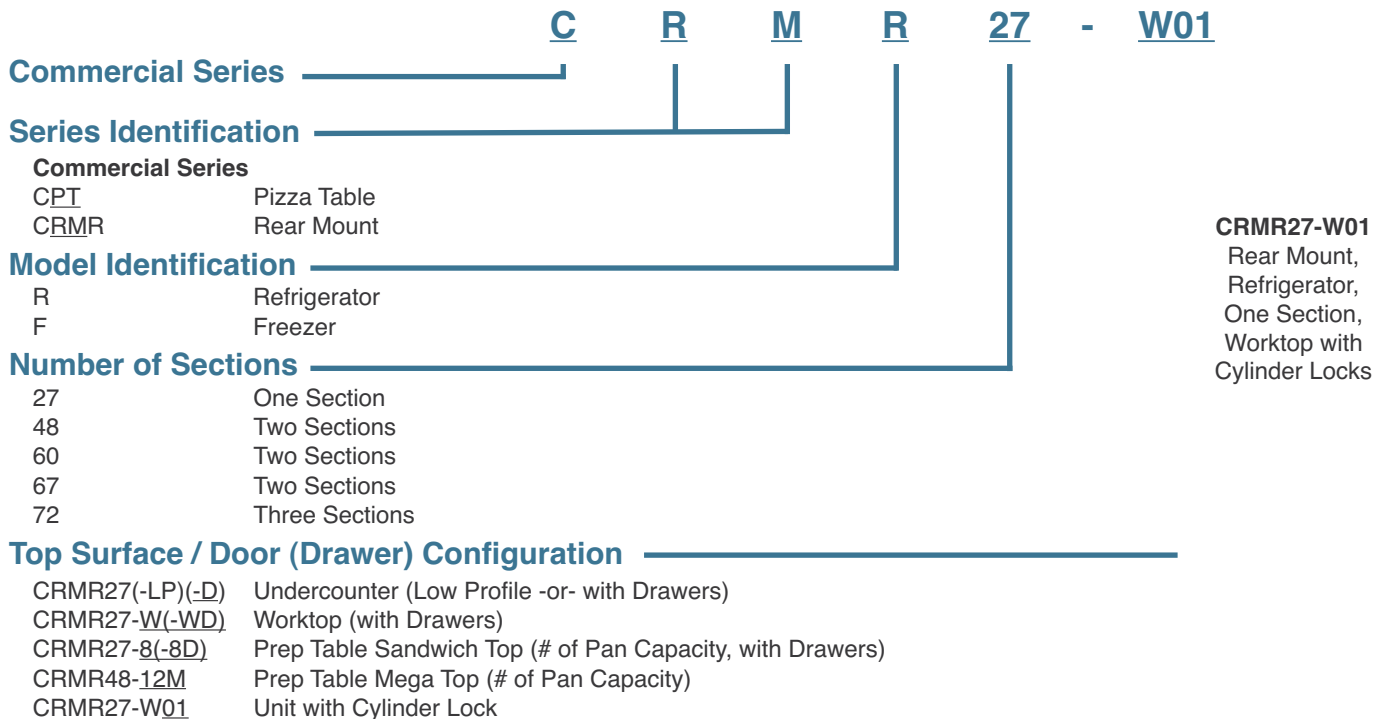 C R M R 27 - W01
Commercial Series
Series Identification
Commercial Series
CPT Pizza Table
CRMR Rear Mount
Model Identification
R Refrigerator
F Freezer
Number of Sections
27 One Section
48 Two Sections
60 Two Sections
67 Two Sections
72 Three Sections
Top Surface / Door (Drawer) Configuration
CRMR27(-LP)(-D) Undercounter (Low Profile -or- with Drawers)
CRMR27-W(-WD) Worktop (with Drawers)
CRMR27-8(-8D) Prep Table Sandwich Top (# of Pan Capacity, with Drawers)
CRMR48-12M Prep Table Mega Top (# of Pan Capacity)
CRMR27-W01 Unit with Cylinder Lock
CRMR27-W01
Rear Mount,
Refrigerator,
One Section,
Worktop with
Cylinder Locks